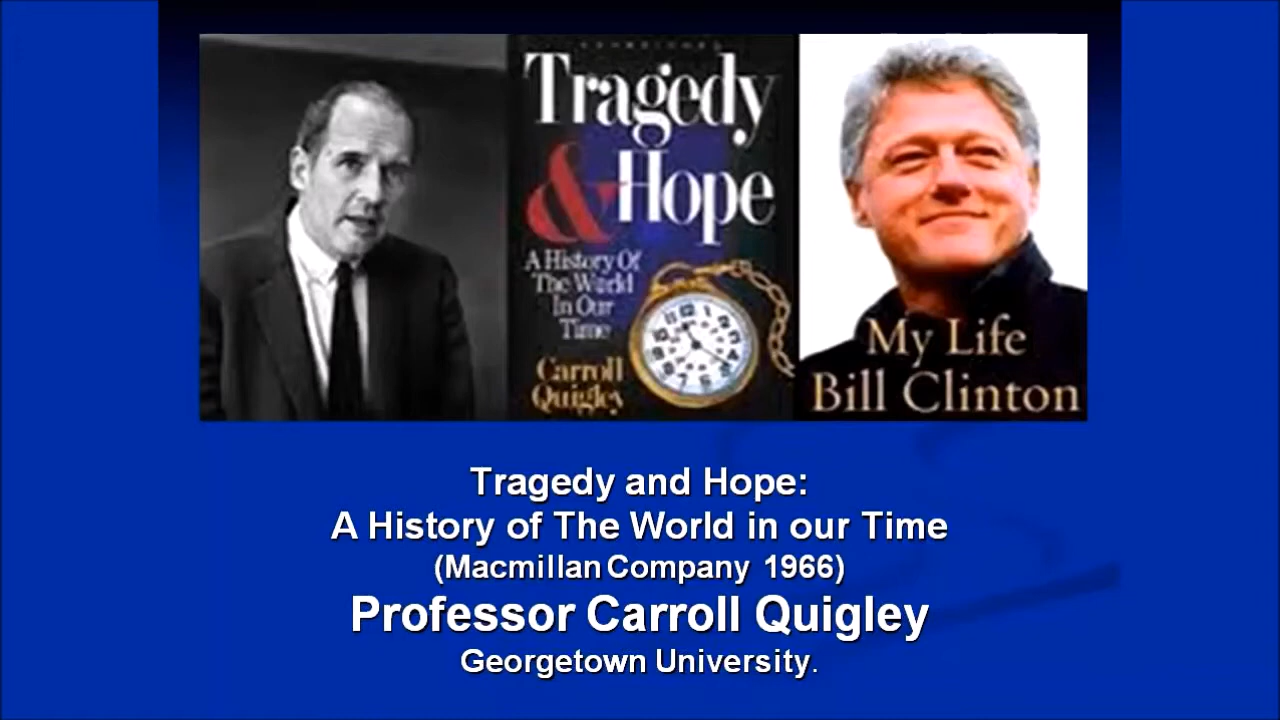 Tragedy
& Hope
A History Of
The World
In Our
Time
Carroll
Quigley
My Life
Bill Clinton
Tragedy and Hope:
A History of The World in our Time
(Macmillan Company 1966)
Professor Carroll Quigley
Georgetown University.